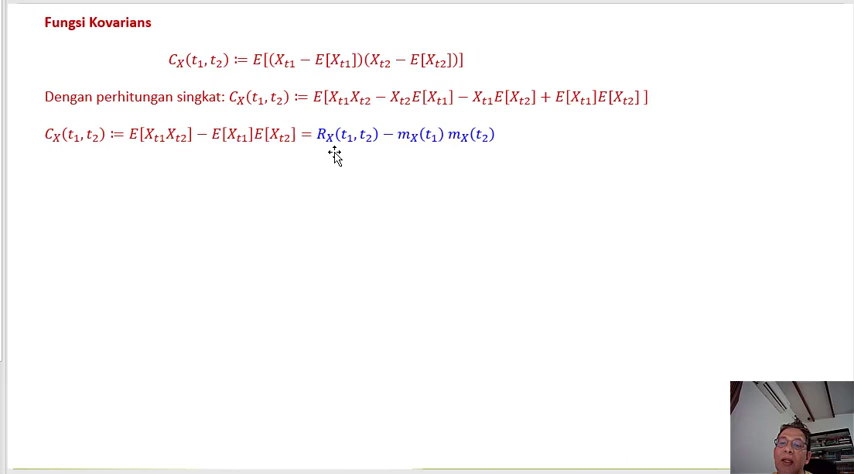 Fungsi Kovarians
C_X(t_1, t_2) := E[(X_{t1} − E[X_{t1}])(X_{t2} − E[X_{t2}])]
Dengan perhitungan singkat: C_X(t_1, t_2) := E[X_{t1}X_{t2} − X_{t2}E[X_{t1}] − X_{t1}E[X_{t2}] + E[X_{t1}]E[X_{t2}] ]
C_X(t_1, t_2) := E[X_{t1}X_{t2}] − E[X_{t1}]E[X_{t2}] = R_X(t_1, t_2) − m_X(t_1) m_X(t_2)